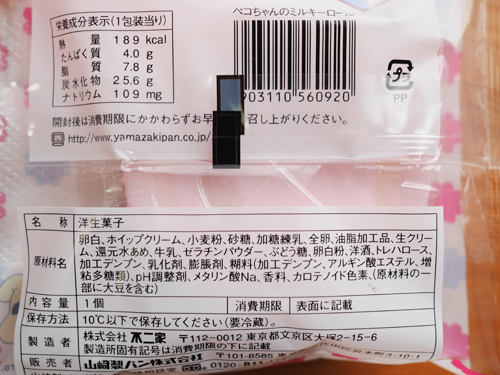 栄養成分表示(1包装当り)
熱量 189 kcal
たんぱく質 4.0 g
脂質 7.8 g
炭水化物 25.6 g
ナトリウム 109 mg
ペコちゃんのミルキーロール
903110 560920
PP
開封後は消費期限にかかわらずお早 召し上がりください。
http://www.yamazakipan.co.jp/
名称 洋生菓子
原材料名 卵白、ホイップクリーム、小麦粉、砂糖、加糖練乳、全卵、油脂加工品、生クリー
ム、還元水あめ、牛乳、ゼラチンパウダー、ぶどう糖、卵白粉、洋酒、トレハロース、
加工デンプン、乳化剤、膨脹剤、糊料(加工デンプン、アルギン酸エステル、増
粘多糖類)、pH調整剤、メタリン酸Na、香料、カロテノイド色素、(原材料の
一部に大豆を含む)
内容量 1個 消費期限 表面に記載
保存方法 10℃以下で保存してください(要冷蔵)。
製造者 株式会社 不二家 〒112-0012 東京都文京区大塚2-15-6
製造所固有記号は消費期限の下段に記載
販売者 山崎製パン株式会社 〒101-8585 東京都